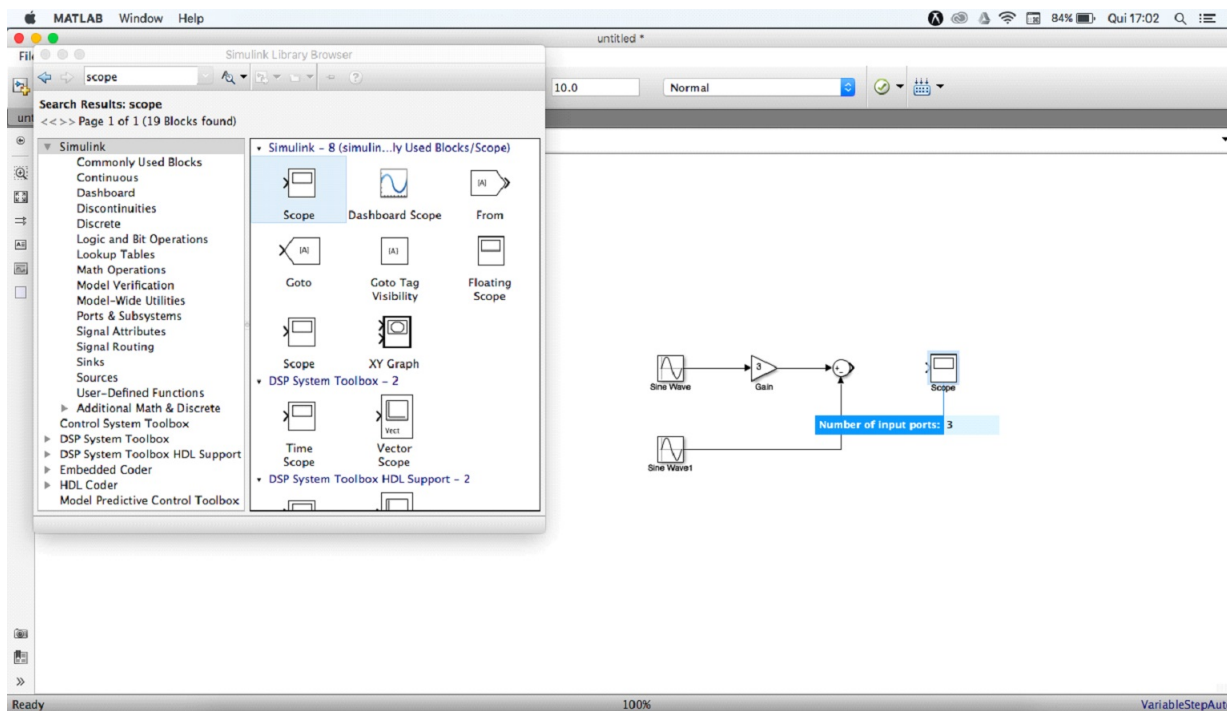 MATLAB Window Help
84% Qui 17:02
untitled *
Simulink Library Browser
scope
10.0
Normal
Search Results: scope
<< >> Page 1 of 1 (19 Blocks found)
Simulink
Commonly Used Blocks
Continuous
Dashboard
Discontinuities
Discrete
Logic and Bit Operations
Lookup Tables
Math Operations
Model Verification
Model-Wide Utilities
Ports & Subsystems
Signal Attributes
Signal Routing
Sinks
Sources
User-Defined Functions
Additional Math & Discrete
Control System Toolbox
DSP System Toolbox
DSP System Toolbox HDL Support
Embedded Coder
HDL Coder
Model Predictive Control Toolbox
Simulink – 8 (simulin...ly Used Blocks/Scope)
Scope
Dashboard Scope
[A]
From
[A]
Goto
[A]
Goto Tag
Visibility
Floating
Scope
Scope
XY Graph
DSP System Toolbox – 2
Time
Scope
Vect
Vector
Scope
DSP System Toolbox HDL Support – 2
Sine Wave
3
Gain
Scope
Number of input ports: 3
Sine Wave1
Ready
100%
VariableStepAut